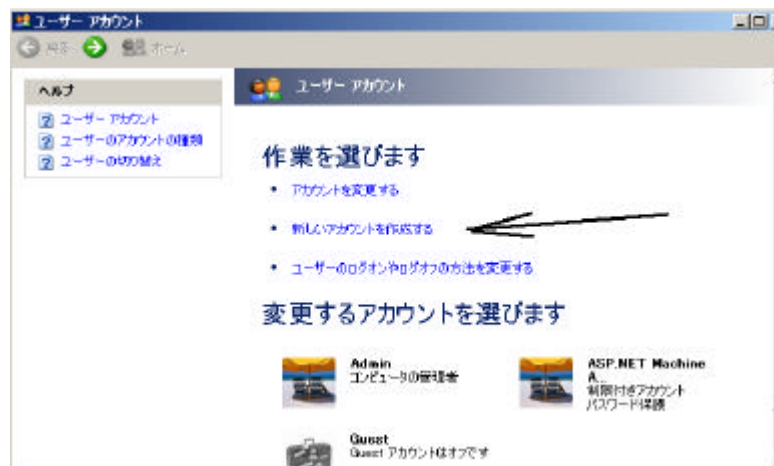 ユーザー アカウント
戻る
ホーム
ヘルプ
ユーザー アカウント
ユーザーのアカウントの種類
ユーザーの切り替え
ユーザー アカウント
作業を選びます
アカウントを変更する
新しいアカウントを作成する
ユーザーのログオンやログオフの方法を変更する
変更するアカウントを選びます
Admin
コンピュータの管理者
ASP.NET Machine
A...
制限付きアカウント
パスワード保護
Guest
Guest アカウントはオフです